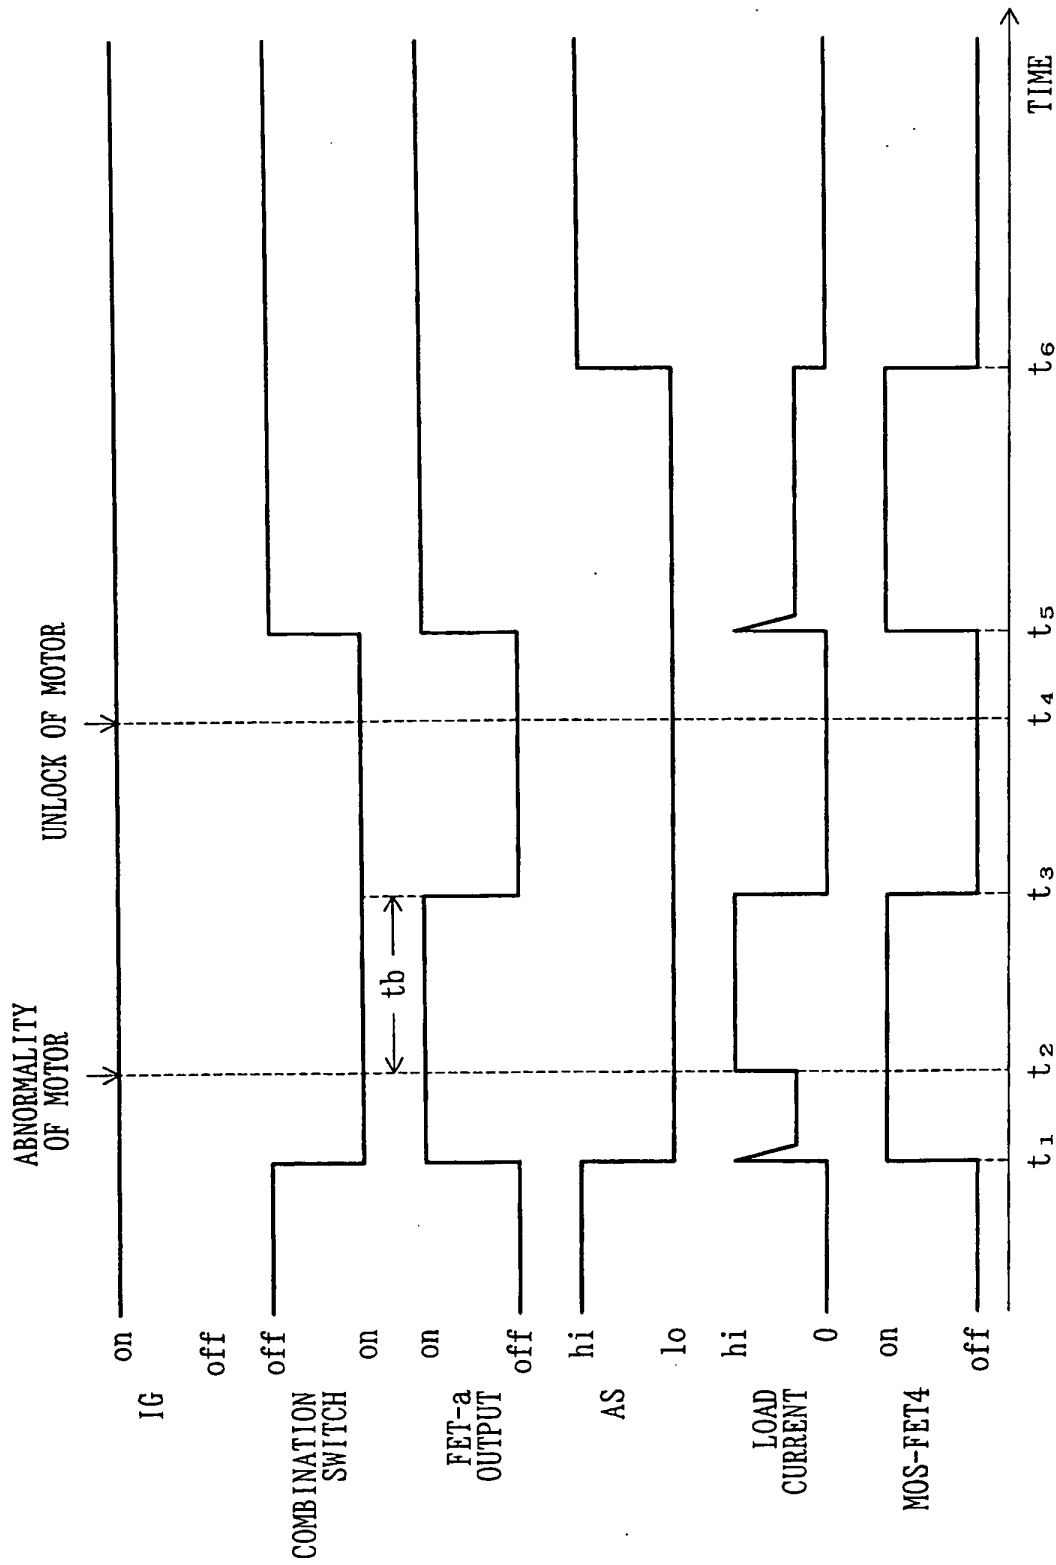 ABNORMALITY
OF MOTOR
UNLOCK OF MOTOR
IG
on
off
COMBINATION
SWITCH
off
on
tb
FET-a
OUTPUT
on
off
AS
hi
lo
LOAD
CURRENT
hi
0
MOS-FET4
on
off
t1
t2
t3
t4
t5
t6
TIME